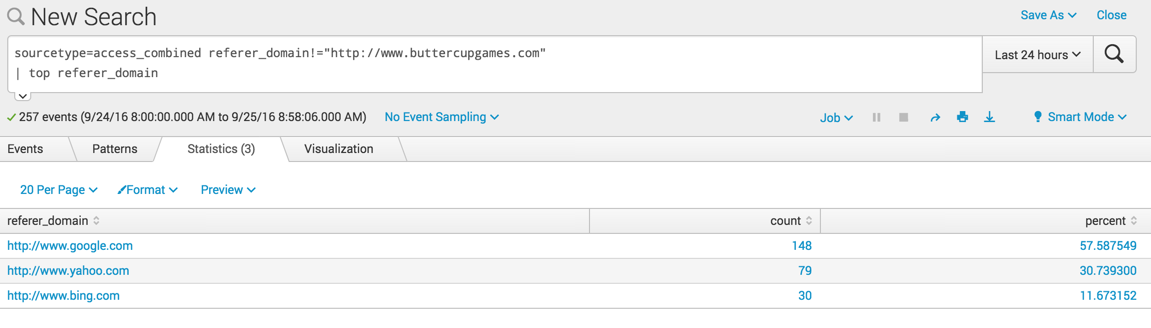 New Search
Save As Close
sourcetype=access_combined referer_domain!="http://www.buttercupgames.com"
| top referer_domain
Last 24 hours
257 events (9/24/16 8:00:00.000 AM to 9/25/16 8:58:06.000 AM) No Event Sampling Job Smart Mode
Events Patterns Statistics (3) Visualization
20 Per Page Format Preview
referer_domain count percent
http://www.google.com 148 57.587549
http://www.yahoo.com 79 30.739300
http://www.bing.com 30 11.673152